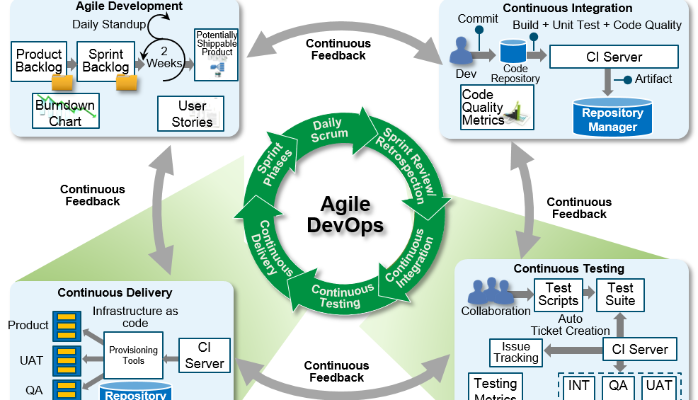 Agile Development
Daily Standup
Product
Backlog
Sprint
Backlog
2
Weeks
Potentially
Shippable
Product
Burndown
Chart
User
Stories
Continuous
Feedback
Continuous Integration
Commit
Build + Unit Test + Code Quality
Dev
Code
Repository
CI Server
Artifact
Code
Quality
Metrics
Repository
Manager
Continuous
Feedback
Continuous
Feedback
Agile
DevOps
Daily
Scrum
Sprint Review/
Retrospection
Continuous
Integration
Continuous
Testing
Continuous
Delivery
Sprint
Phases
Continuous Delivery
Infrastructure as
code
Product
UAT
QA
Provisioning
Tools
CI
Server
Repository
Continuous
Feedback
Continuous Testing
Collaboration
Test
Scripts
Test
Suite
Auto
Ticket Creation
Issue
Tracking
CI Server
Testing
Metrics
INT
QA
UAT